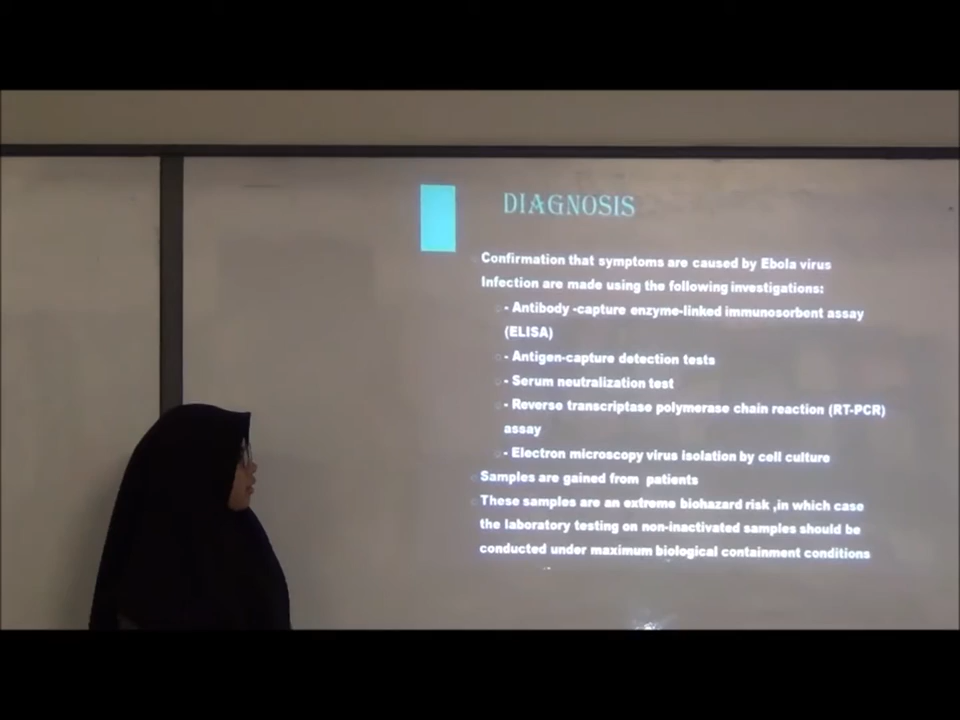 DIAGNOSIS
Confirmation that symptoms are caused by Ebola virus
Infection are made using the following investigations:
- Antibody -capture enzyme-linked immunosorbent assay
(ELISA)
- Antigen-capture detection tests
- Serum neutralization test
- Reverse transcriptase polymerase chain reaction (RT-PCR)
assay
- Electron microscopy virus isolation by cell culture
Samples are gained from patients
These samples are an extreme biohazard risk ,in which case
the laboratory testing on non-inactivated samples should be
conducted under maximum biological containment conditions